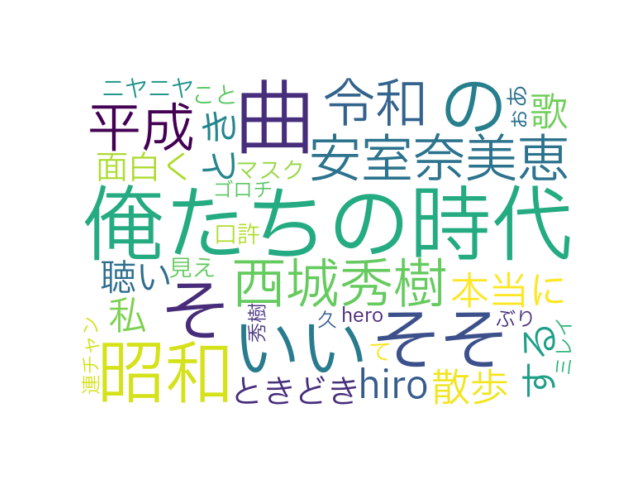 ニヤニヤ
こと
曲
令和
の
ぉあ
歌
平成
とき
安室奈美恵
面白く
マスク
ゴロチ
俺たちの時代
口許
聴い
見え
西城秀樹
本当に
私
そ
秀樹
いい
久
hero
そそ
ぶり
する
ミレイ
連チャン
昭和
ときどき
hiro
て
散歩